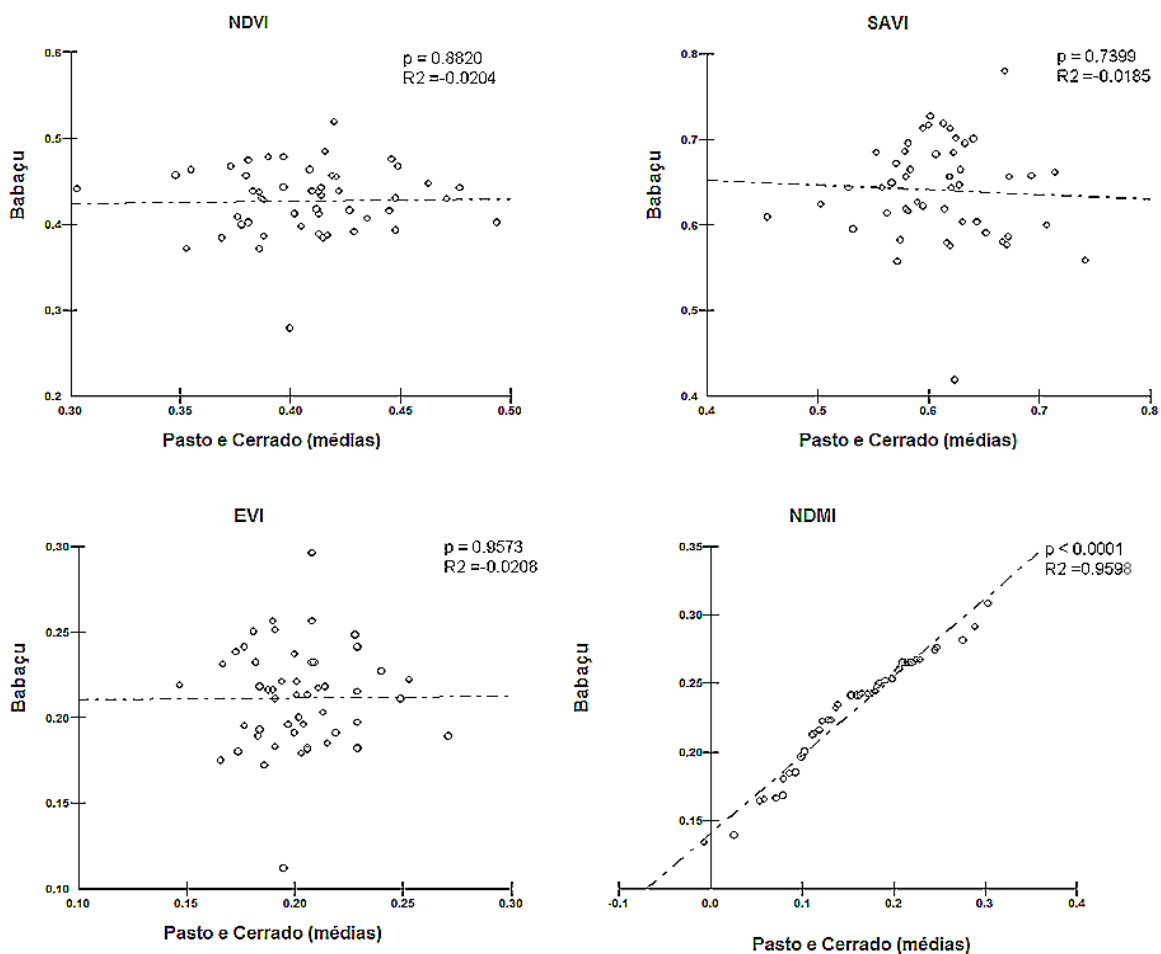 NDVI
p = 0.8820
R2 =-0.0204
0.6
0.5
0.4
0.3
0.2
Babaçu
0.30
0.35
0.40
0.45
0.50
Pasto e Cerrado (médias)
SAVI
p = 0.7399
R2 =-0.0185
0.8
0.7
0.6
0.5
0.4
Babaçu
0.4
0.5
0.6
0.7
0.8
Pasto e Cerrado (médias)
EVI
p = 0.9573
R2 =-0.0208
0.30
0.25
0.20
0.15
0.10
Babaçu
0.10
0.15
0.20
0.25
0.30
Pasto e Cerrado (médias)
NDMI
p < 0.0001
R2 =0.9598
0.35
0.30
0.25
0.20
0.15
Babaçu
-0.1
0.0
0.1
0.2
0.3
0.4
Pasto e Cerrado (médias)